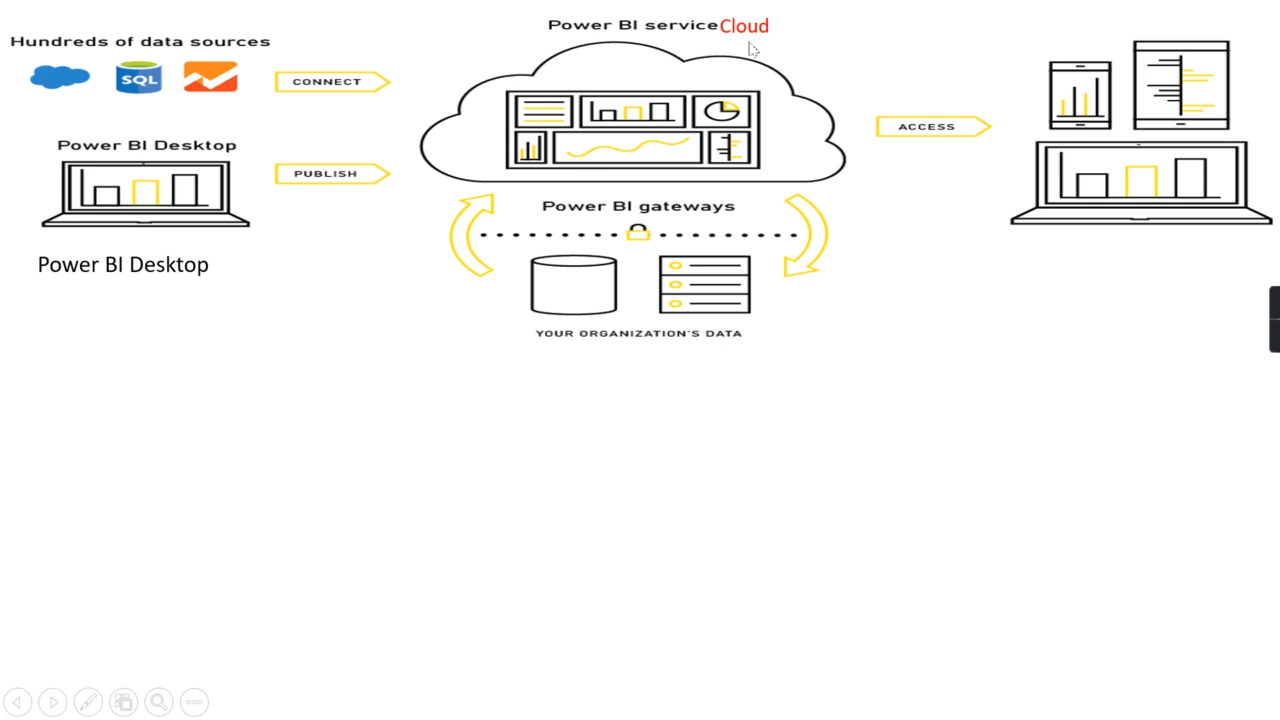 Power BI service Cloud
Hundreds of data sources
SQL
CONNECT
ACCESS
Power BI Desktop
PUBLISH
Power BI gateways
Power BI Desktop
YOUR ORGANIZATION'S DATA